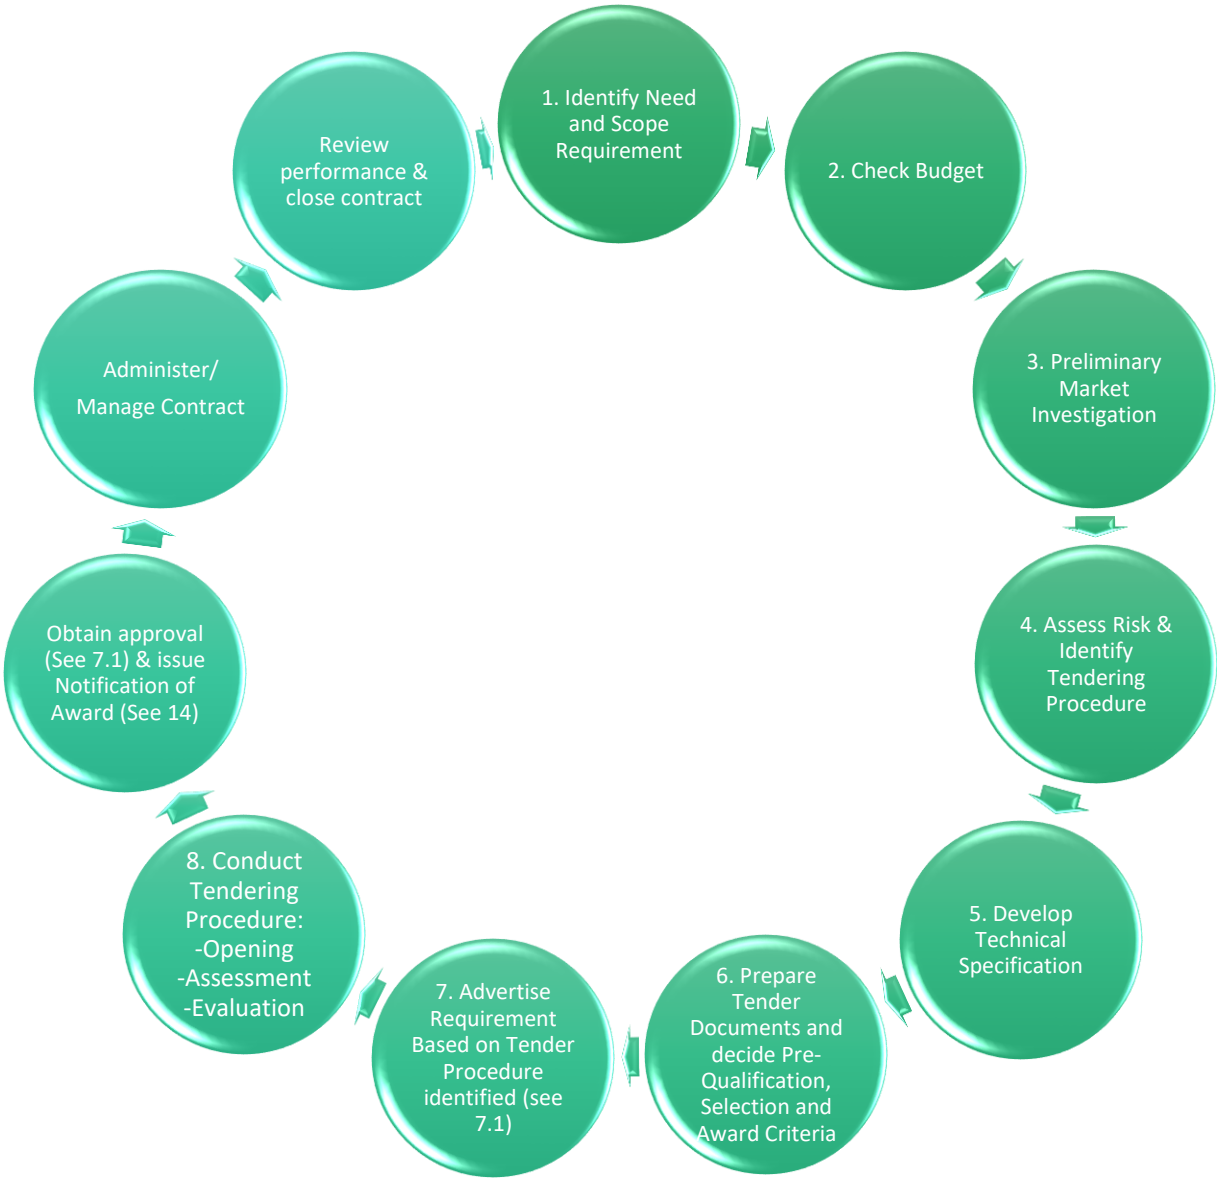 1. Identify Need
and Scope
Requirement
2. Check Budget
3. Preliminary
Market
Investigation
4. Assess Risk &
Identify
Tendering
Procedure
5. Develop
Technical
Specification
6. Prepare
Tender
Documents and
decide Pre-
Qualification,
Selection and
Award Criteria
7. Advertise
Requirement
Based on Tender
Procedure
identified (see
7.1)
8. Conduct
Tendering
Procedure:
-Opening
-Assessment
-Evaluation
Obtain approval
(See 7.1) & issue
Notification of
Award (See 14)
Administer/
Manage Contract
Review
performance &
close contract